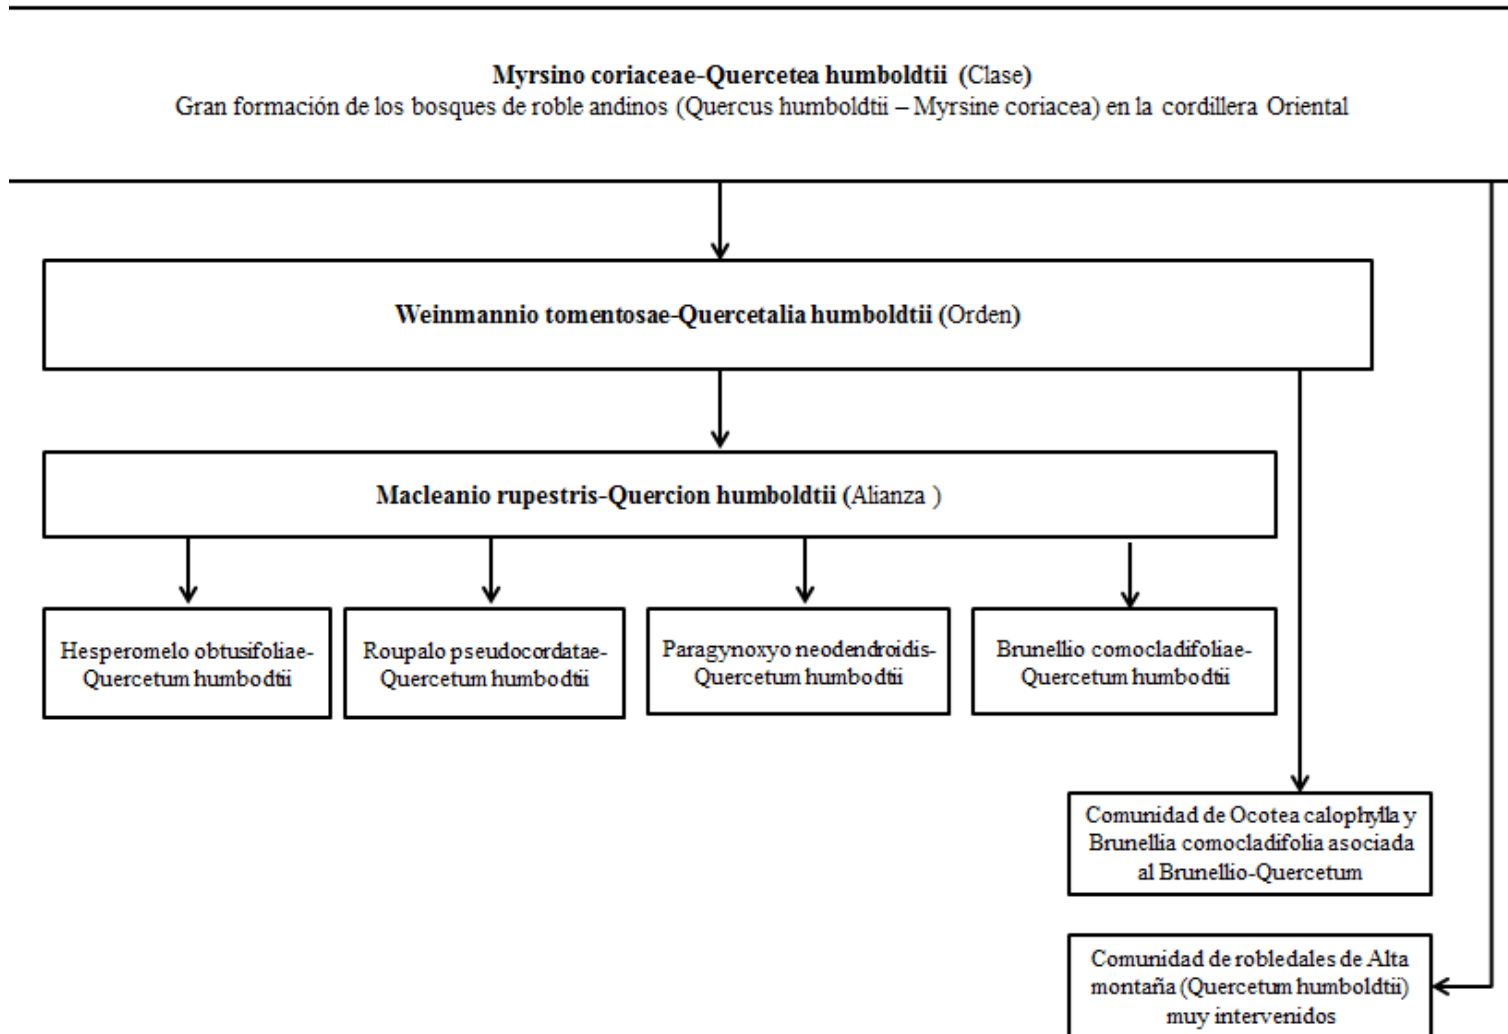 Myrsino coriaceae-Quercetea humboldtii (Clase)
Gran formación de los bosques de roble andinos (Quercus humboldtii – Myrsine coriacea) en la cordillera Oriental
Weinmannio tomentosae-Quercetalia humboldtii (Orden)
Macleanio rupestris-Quercion humboldtii (Alianza )
Hesperomelo obtusifoliae-
Quercetum humbodtii
Roupalo pseudocordatae-
Quercetum humbodtii
Paragynoxyo neodendroidis-
Quercetum humbodtii
Brunellio comocladifoliae-
Quercetum humbodtii
Comunidad de Ocotea calophylla y
Brunellia comocladifolia asociada
al Brunellio-Quercetum
Comunidad de robledales de Alta
montaña (Quercetum humboldtii)
muy intervenidos